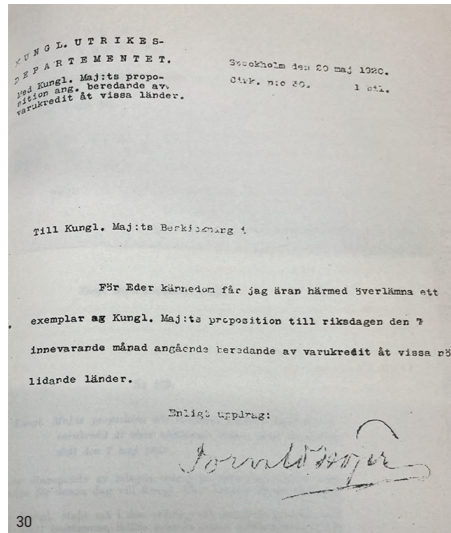 KUNGL. UTRIKES-
DEPARTEMENTET.
Med Kungl. Maj:ts propo-
sition ang. beredande av
varukredit åt vissa länder.
Stockholm den 20 maj 1920.
Cirk. n:o 30.
1 bil.
Till Kungl. Maj:ts
För Eder kännedom får jag äran härmed överlämna ett
exemplar ag Kungl. Maj:ts proposition till riksdagen den 7
innevarande månad angående beredande av varukredit åt vissa nö
lidande länder.
Enligt uppdrag:
30